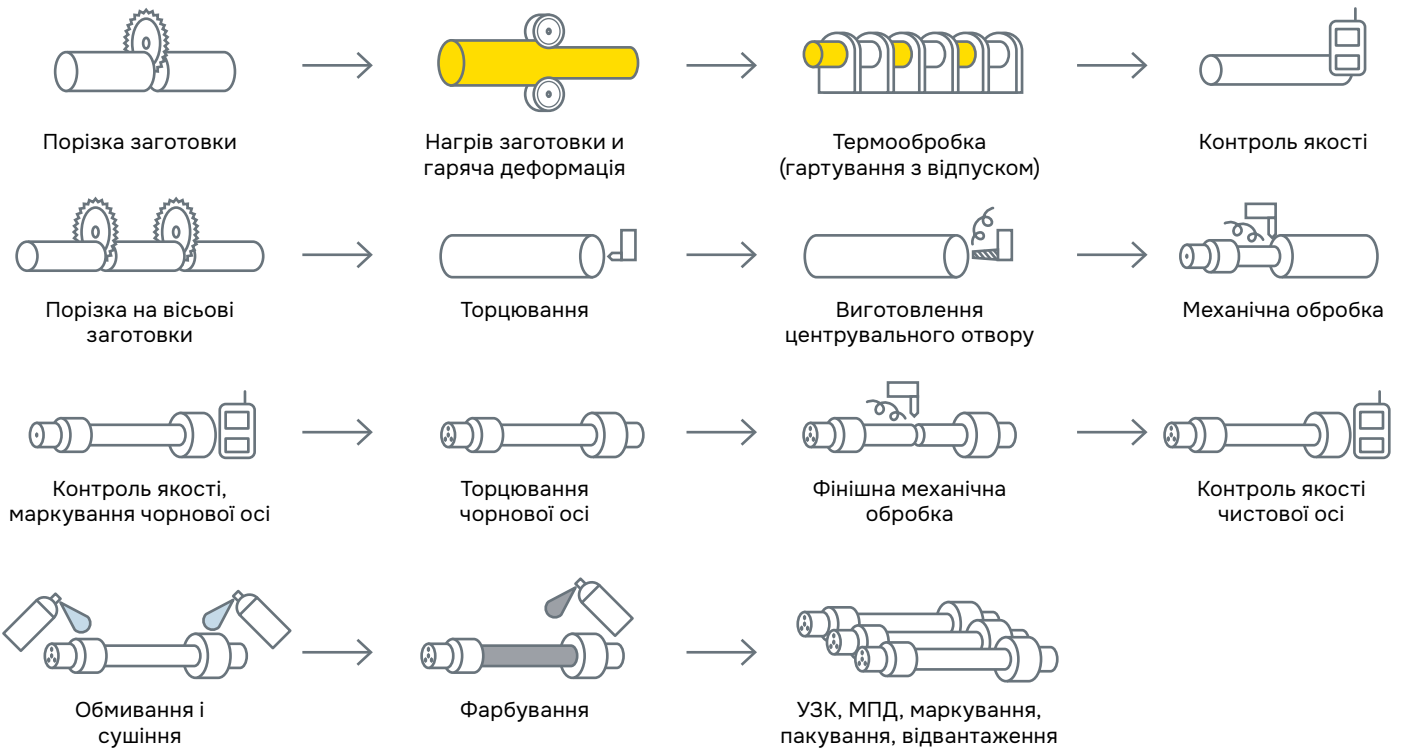 Порізка заготовки
Нагрів заготовки и
гаряча деформація
Термообробка
(гартування з відпуском)
Контроль якості
Порізка на вісьові
заготовки
Торцювання
Виготовлення
центрувального отвору
Механічна обробка
Контроль якості,
маркування чорнової осі
Торцювання
чорнової осі
Фінішна механічна
обробка
Контроль якості
чистової осі
Обмивання і
сушіння
Фарбування
УЗК, МПД, маркування,
пакування, відвантаження